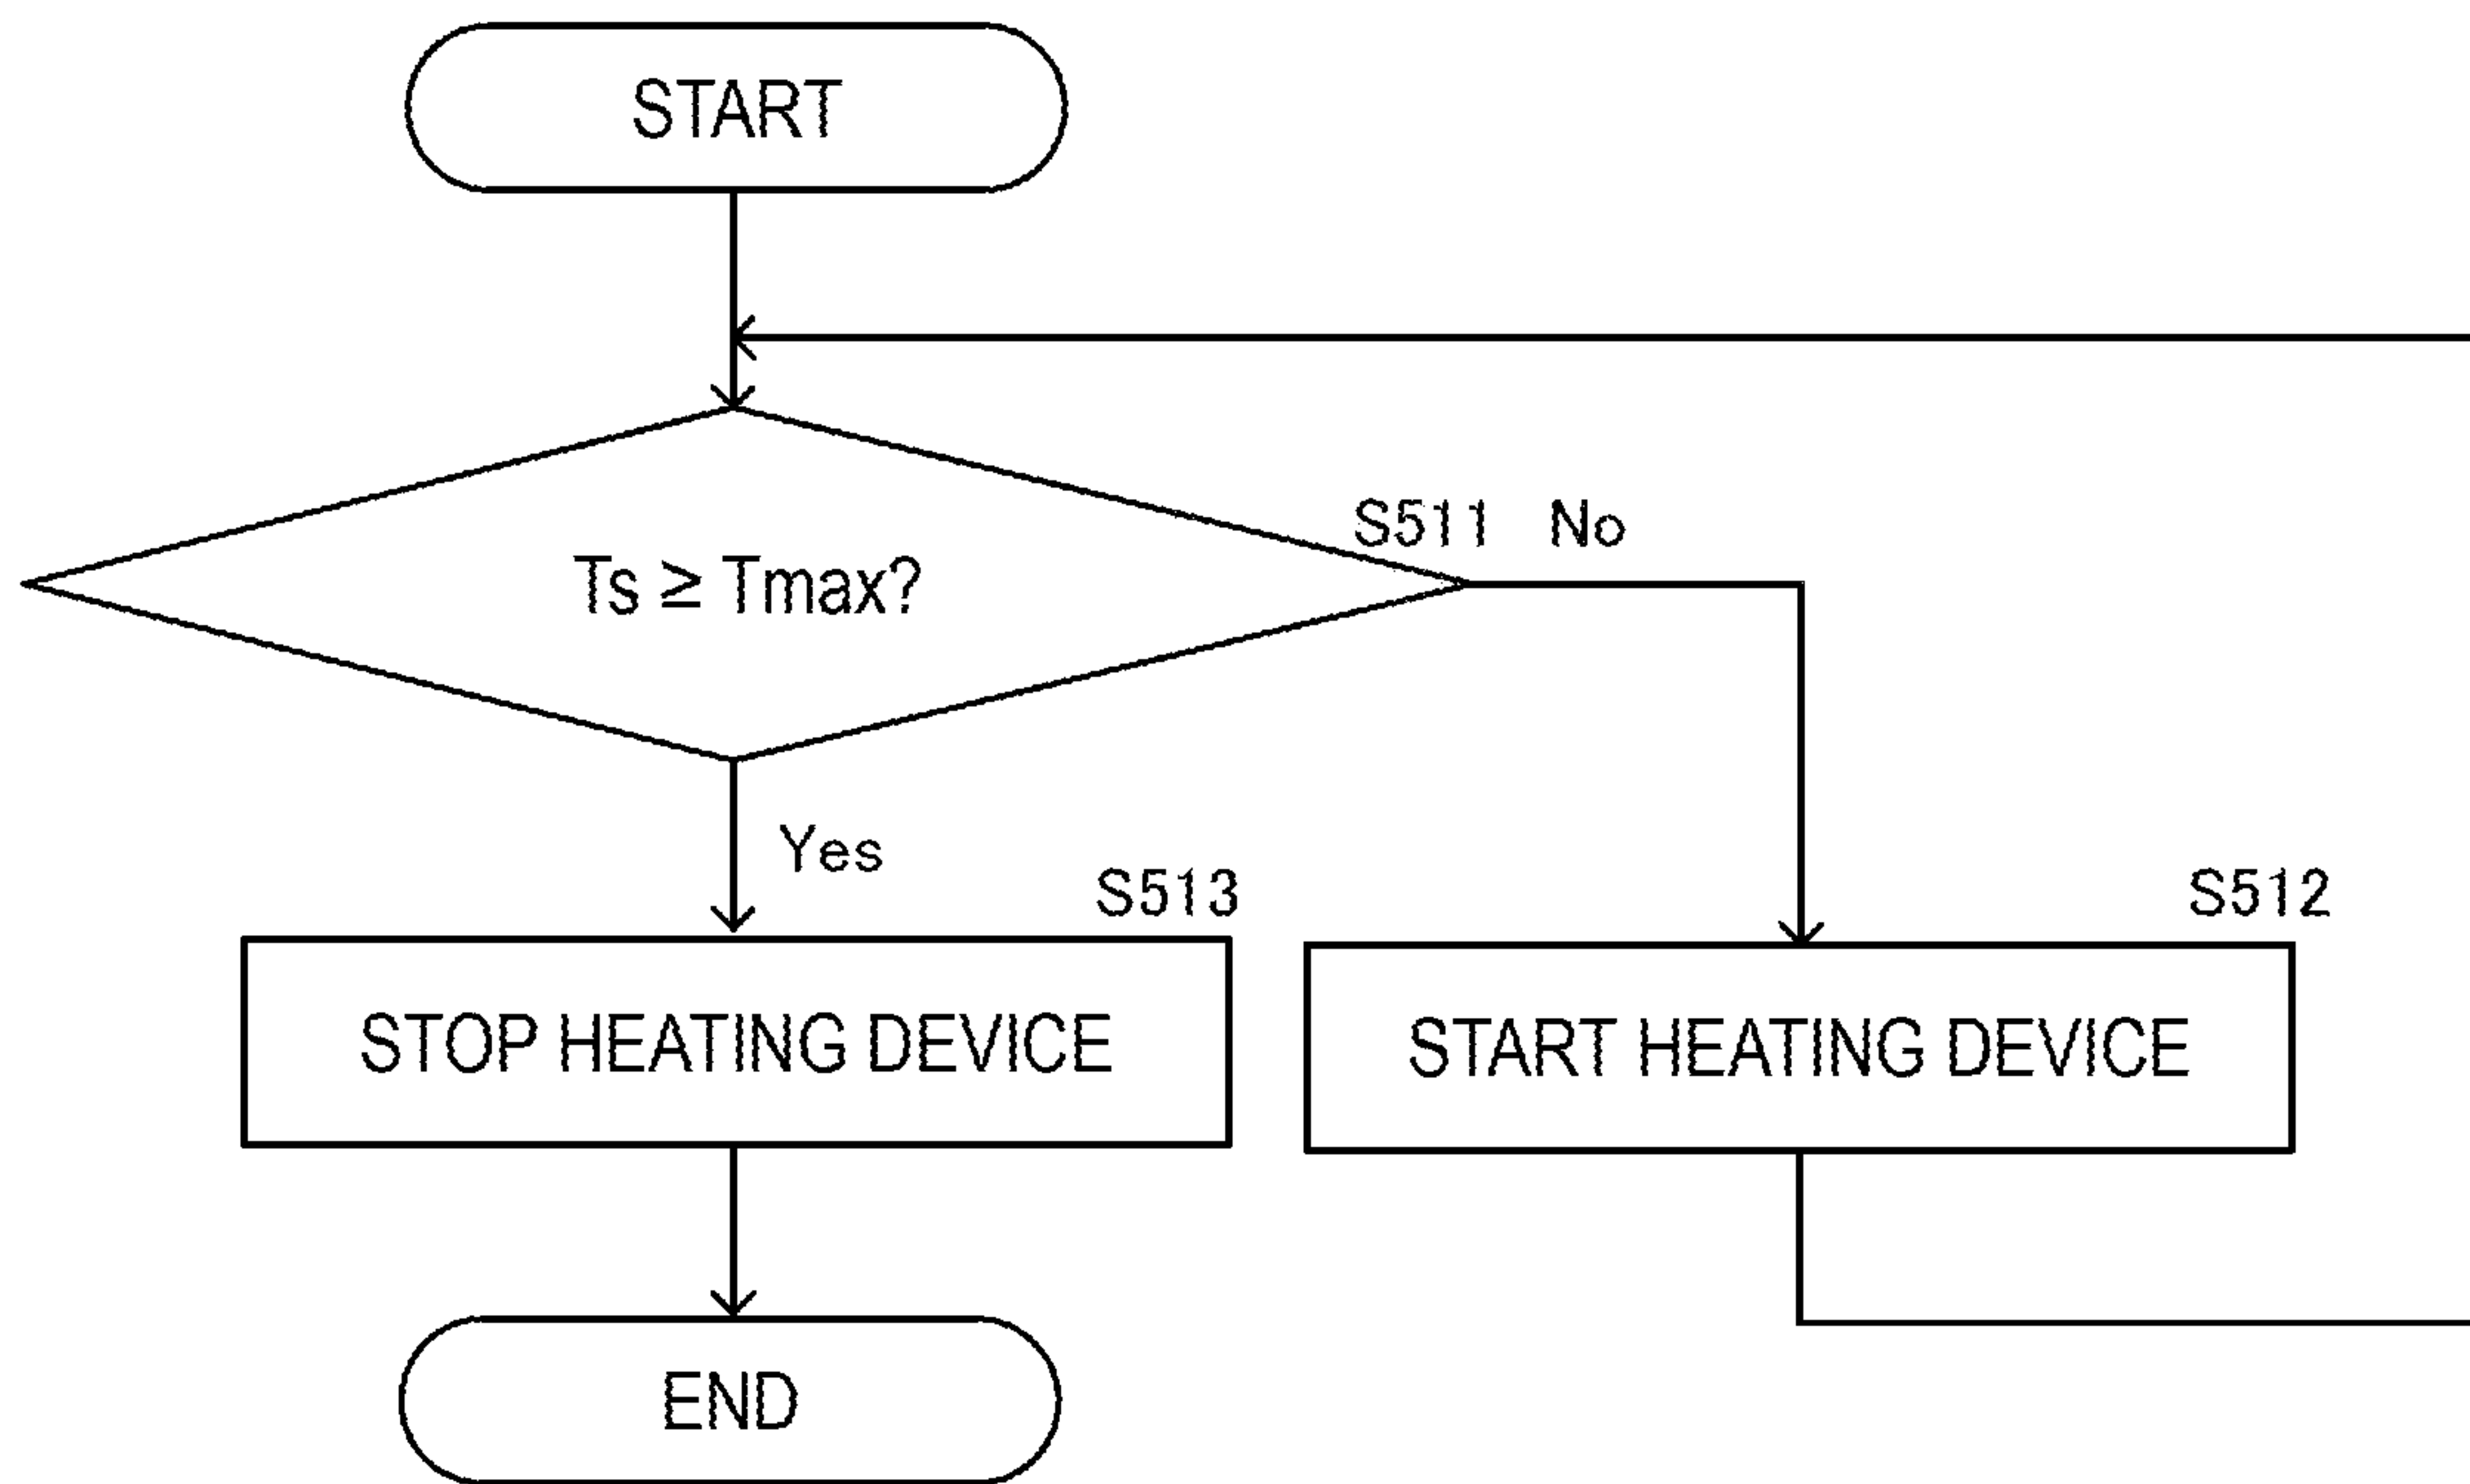 START
S511 No
Ts ≥ Tmax?
Yes
S513
S512
STOP HEATING DEVICE
START HEATING DEVICE
END